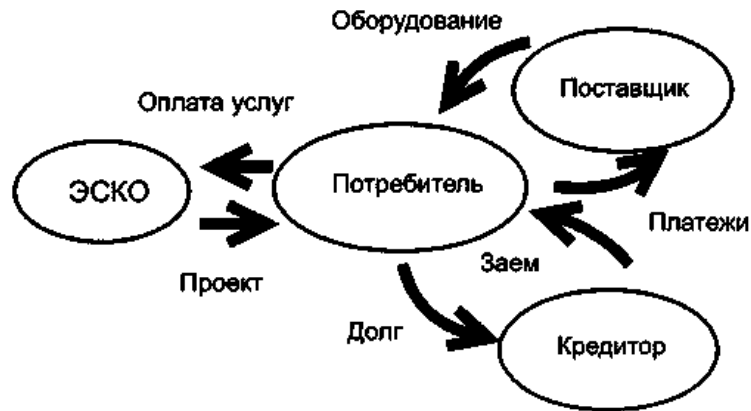 Оборудование
Поставщик
Оплата услуг
Потребитель
ЭСКО
Платежи
Заем
Проект
Долг
Кредитор